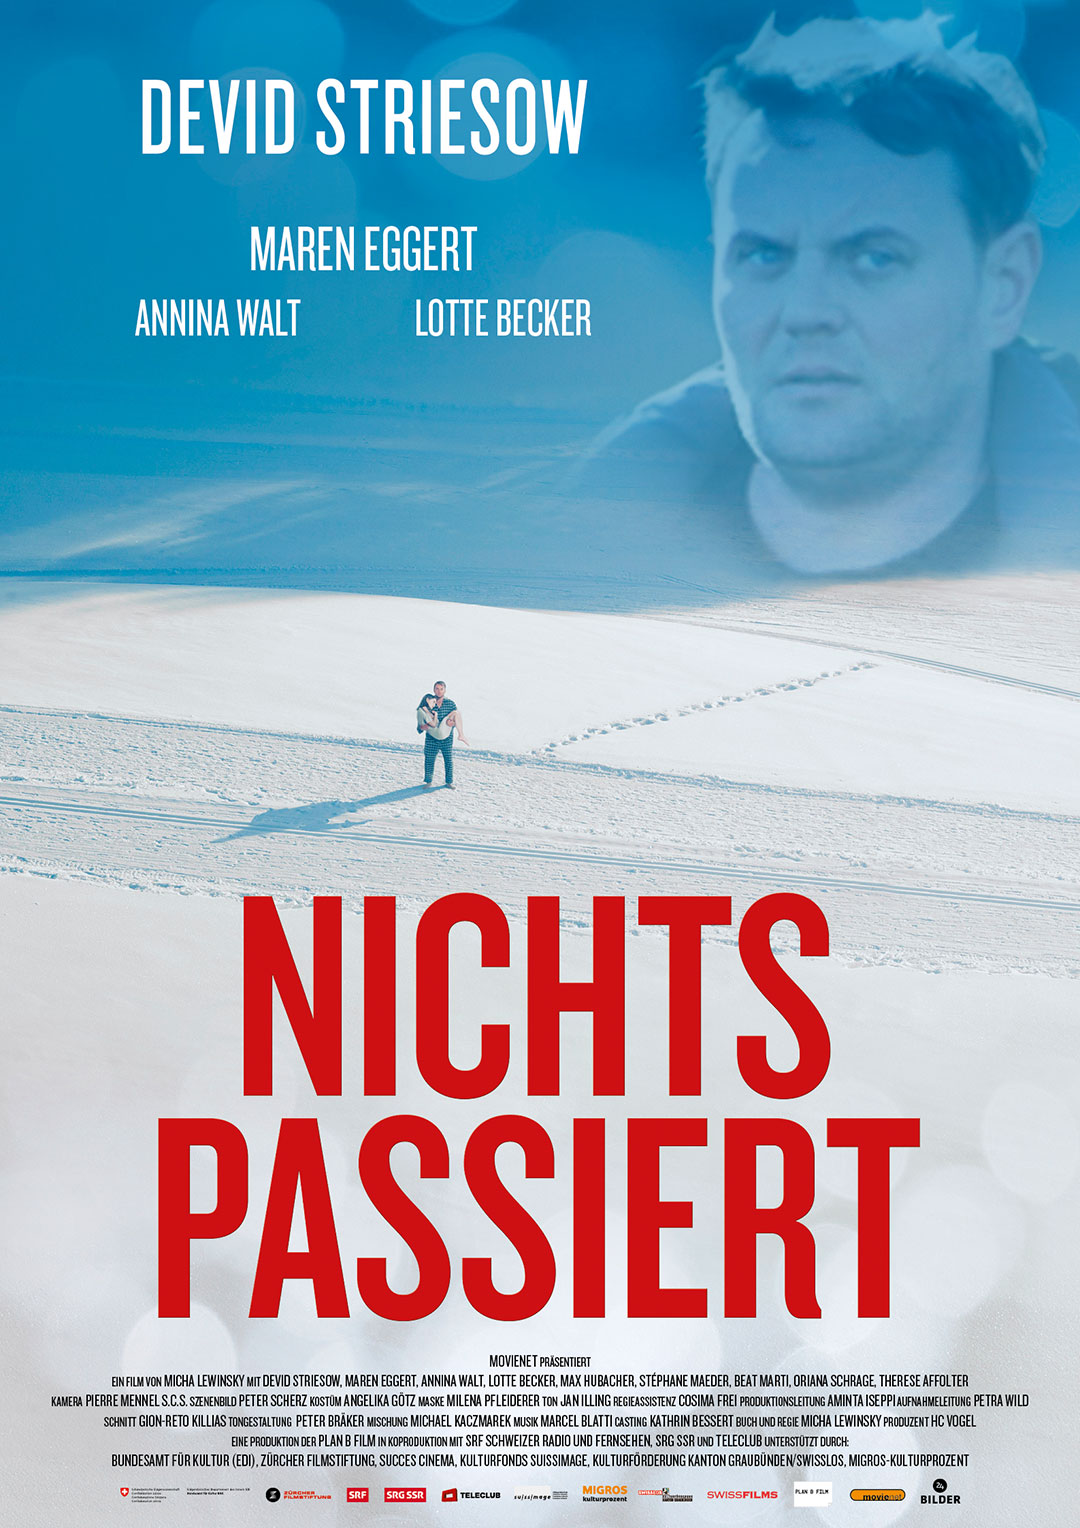 DEVID STRIESOW
MAREN EGGERT
ANNINA WALT LOTTE BECKER
NICHTS
PASSIERT
MOVIENET PRÄSENTIERT
EIN FILM VON MICHA LEWINSKY MIT DEVID STRIESOW, MAREN EGGERT, ANNINA WALT, LOTTE BECKER, MAX HUBACHER, STÉPHANE MAEDER, BEAT MARTI, ORIANA SCHRAGE, THERESE AFFOLTER
KAMERA PIERRE MENNEL S.C.S. SZENENBILD PETER SCHERZ KOSTÜM ANGELIKA GÖTZ MASKE MILENA PFLEIDERER TON JAN ILLING REGIEASSISTENZ COSIMA FREI PRODUKTIONSLEITUNG AMINTA ISEPPI AUFNAHMELEITUNG PETRA WILD
SCHNITT GION-RETO KILLIAS TONGESTALTUNG PETER BRÄKER MISCHUNG MICHAEL KACZMAREK MUSIK MARCEL BLATTI CASTING KATHRIN BESSERT BUCH UND REGIE MICHA LEWINSKY PRODUZENT HC VOGEL
EINE PRODUKTION DER PLAN B FILM IN KOPRODUKTION MIT SRF SCHWEIZER RADIO UND FERNSEHEN, SRG SSR UND TELECLUB UNTERSTÜTZT DURCH:
BUNDESAMT FÜR KULTUR (EDI), ZÜRCHER FILMSTIFTUNG, SUCCES CINEMA, KULTURFONDS SUISSIMAGE, KULTURFÖRDERUNG KANTON GRAUBÜNDEN/SWISSLOS, MIGROS-KULTURPROZENT
ZÜRCHER FILMSTIFTUNG SRF SRG SSR TELECLUB suissimage MIGROS kulturprozent SWISS FILMS PLAN B FILM movienet 24 BILDER